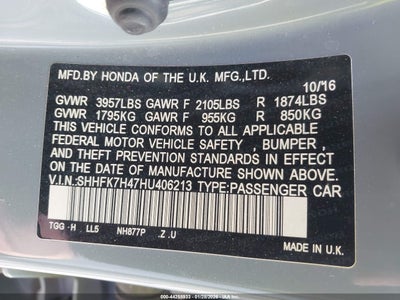 MFD.BY HONDA OF THE U.K. MFG.,LTD. 10/16
GVWR 3957LBS GAWR F 2105LBS R 1874LBS
GVWR 1795KG GAWR F 955KG R 850KG
THIS VEHICLE CONFORMS TO ALL APPLICABLE
FEDERAL MOTOR VEHICLE SAFETY , BUMPER ,
AND THEFT PREVENTION STANDARDS IN EFFECT
ON THE DATE OF MANUFACTURE SHOWN ABOVE.
V.I.N.:SHHFK7H47HU406213 TYPE:PASSENGER CAR
TGG -H LL5 NH877P .Z .U
MADE IN U.K.